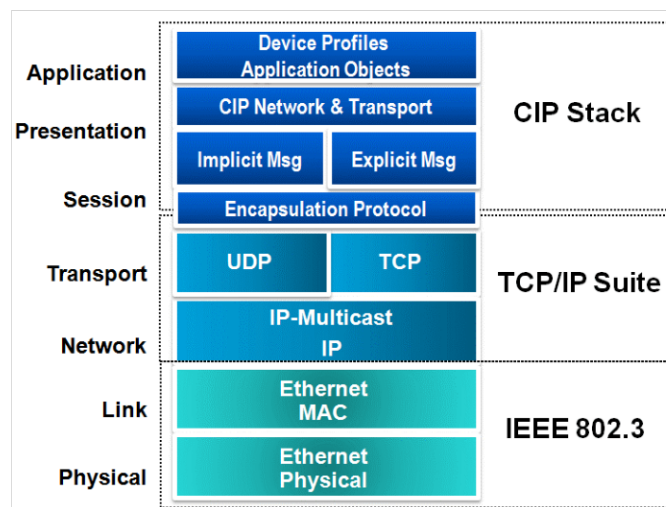 Device Profiles
Application Objects
Application
CIP Network & Transport
CIP Stack
Presentation
Implicit Msg
Explicit Msg
Session
Encapsulation Protocol
UDP
TCP
Transport
TCP/IP Suite
IP-Multicast
IP
Network
Ethernet
MAC
Link
IEEE 802.3
Ethernet
Physical
Physical